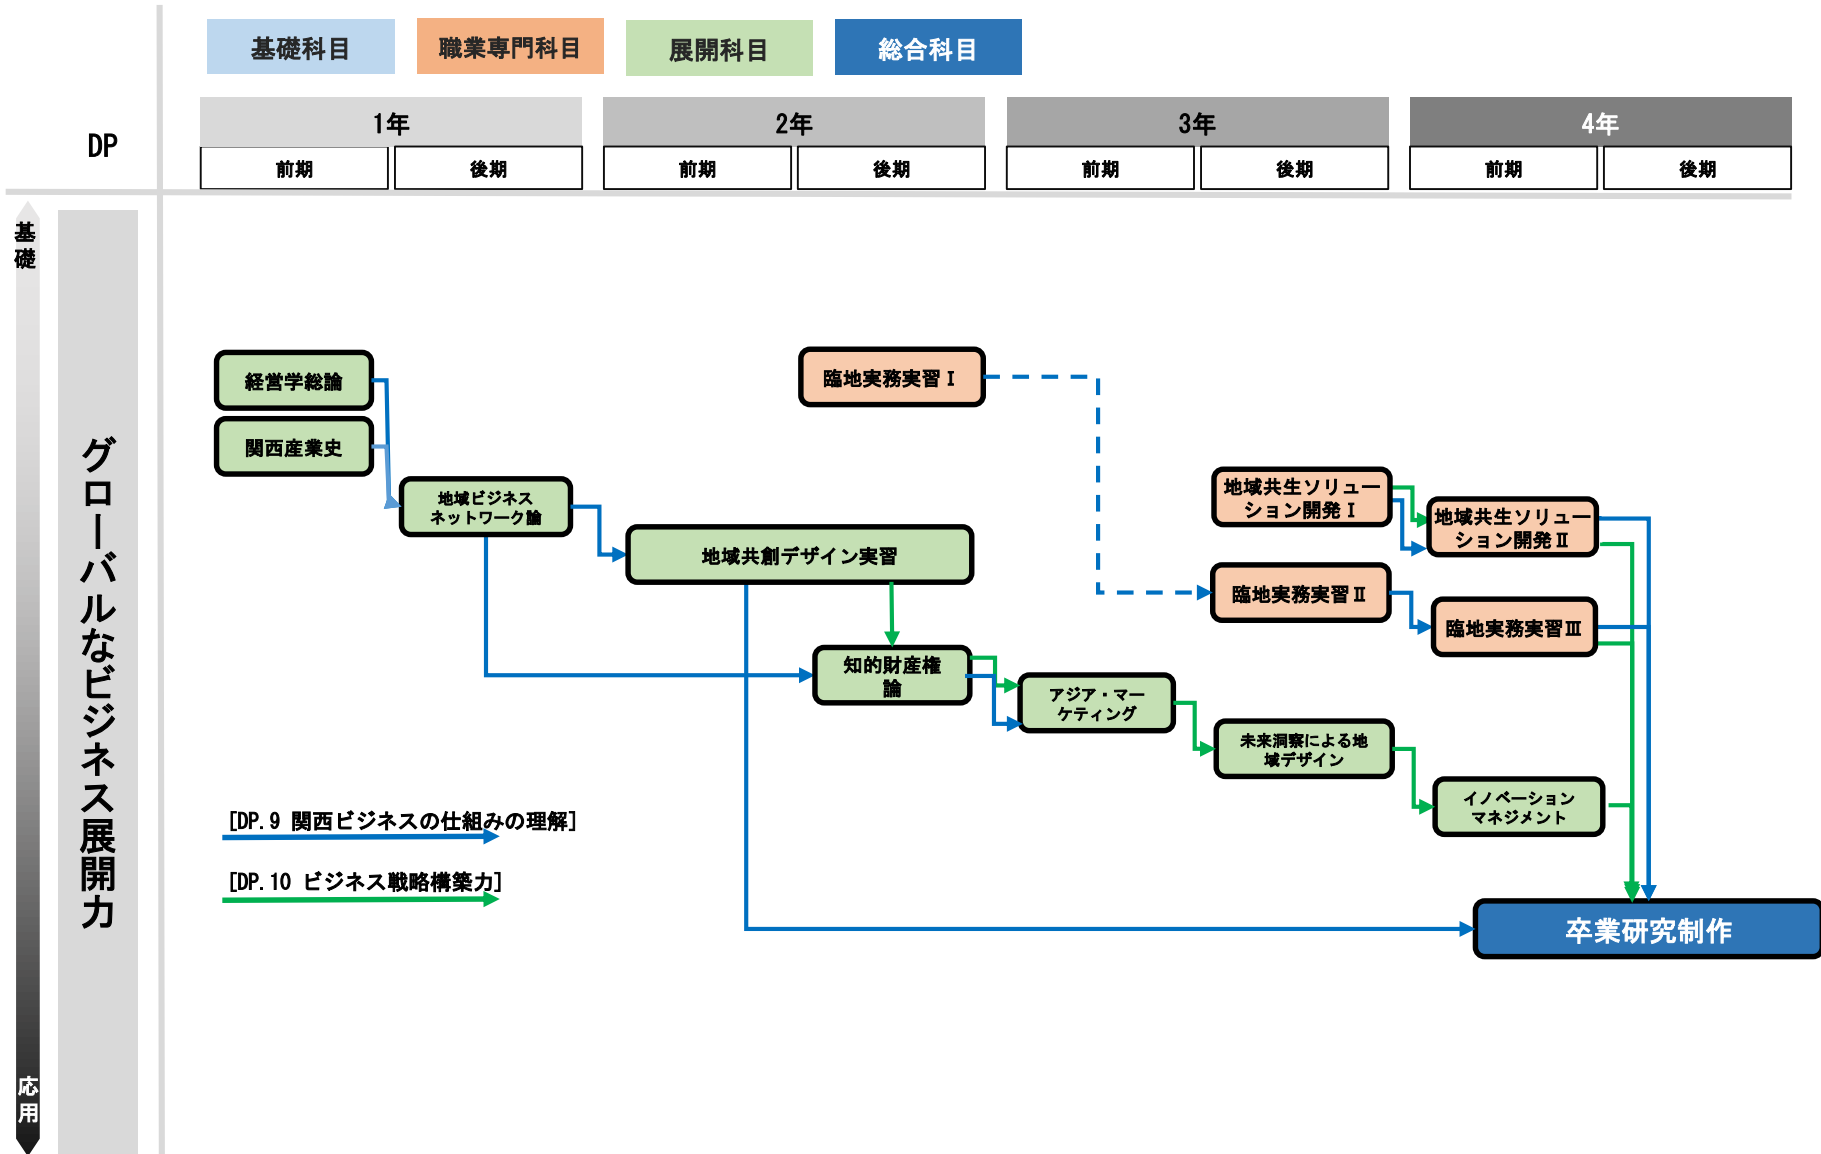 基礎科目
職業専門科目
展開科目
総合科目
DP
1年
2年
3年
4年
前期
後期
前期
後期
前期
後期
前期
後期
基
礎
グローバルなビジネス展開力
経営学総論
臨地実務実習Ⅰ
関西産業史
地域ビジネス
ネットワーク論
地域共生ソリュー
ション開発Ⅰ
地域共生ソリュー
ション開発Ⅱ
地域共創デザイン実習
臨地実務実習Ⅱ
臨地実務実習Ⅲ
知的財産権
論
アジア・マー
ケティング
未来洞察による地
域デザイン
イノベーション
マネジメント
[DP.9 関西ビジネスの仕組みの理解]
[DP.10 ビジネス戦略構築力]
卒業研究制作
応
用